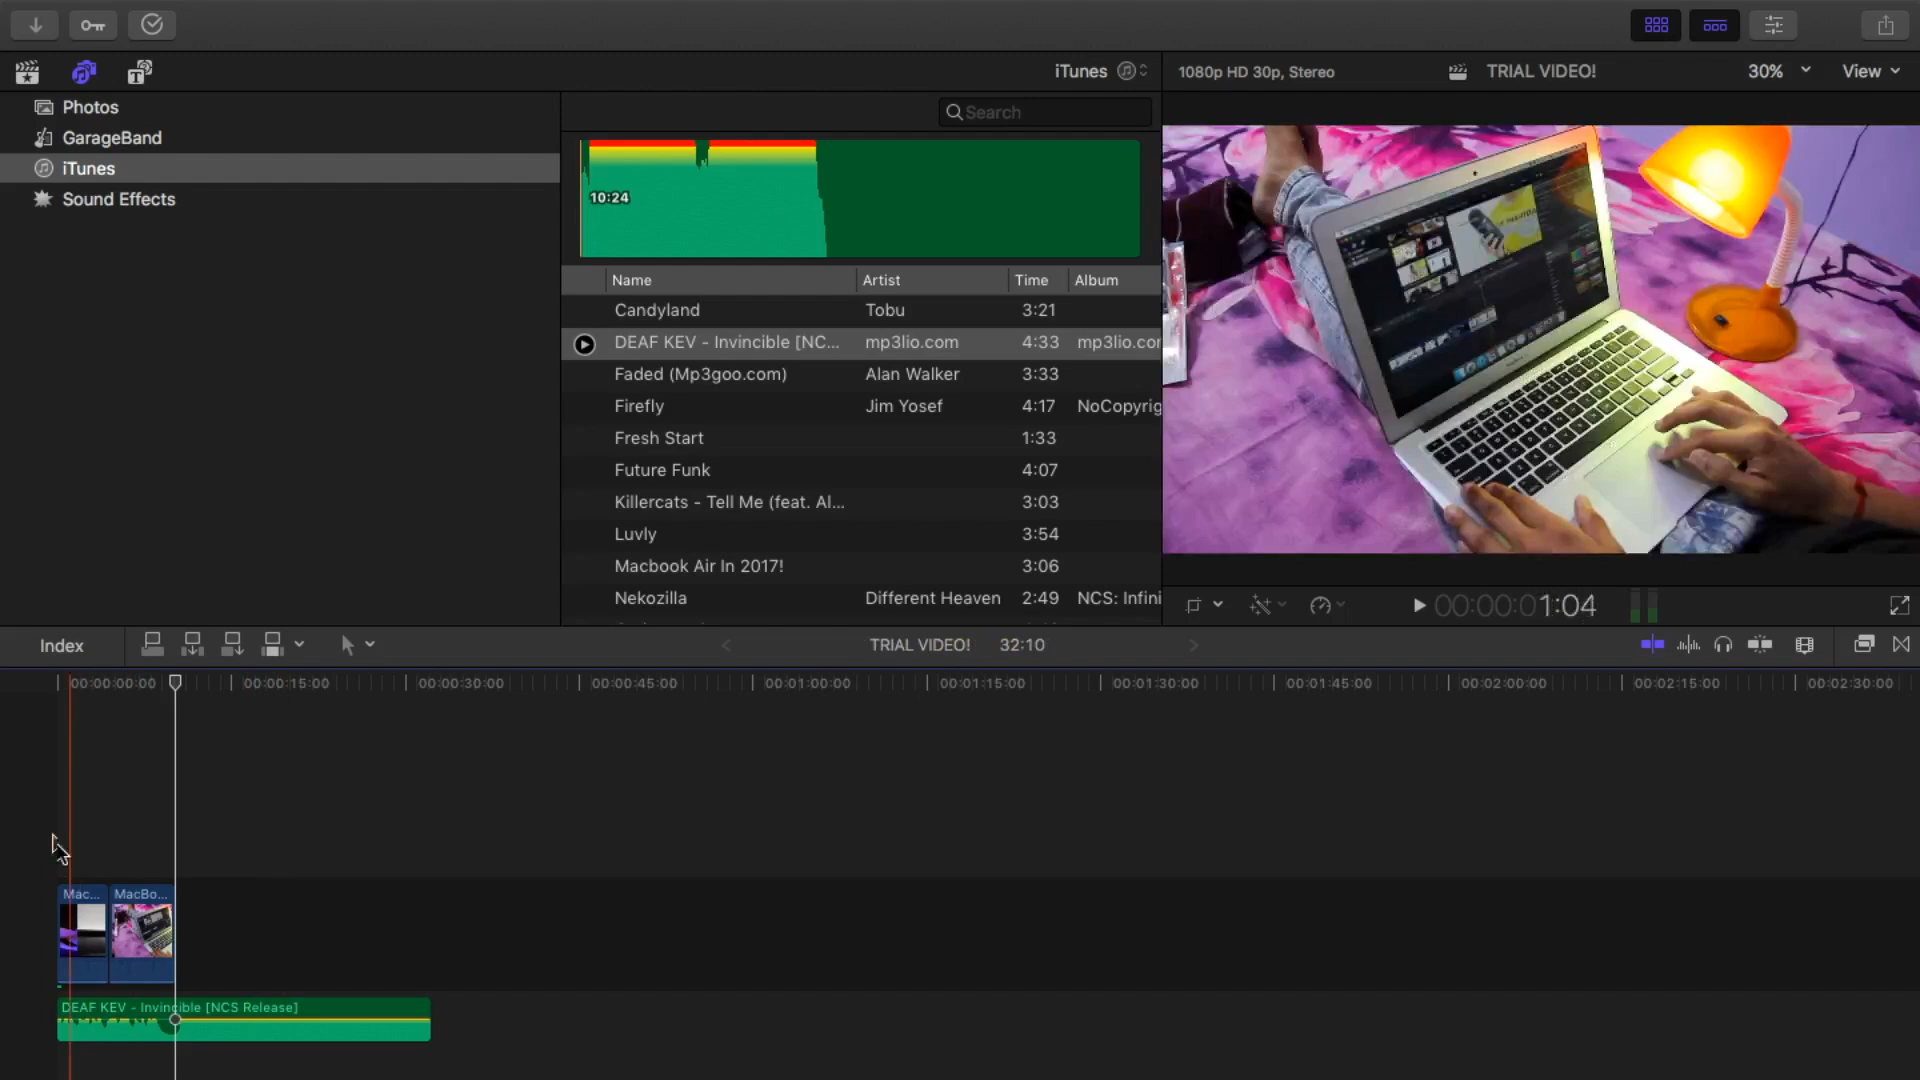 iTunes
1080p HD 30p, Stereo
TRIAL VIDEO!
30%
View
Photos
GarageBand
iTunes
Sound Effects
Search
10:24
Name Artist Time Album
Candyland Tobu 3:21
DEAF KEV - Invincible [NC... mp3lio.com 4:33 mp3lio.cor
Faded (Mp3goo.com) Alan Walker 3:33
Firefly Jim Yosef 4:17 NoCopyrig
Fresh Start 1:33
Future Funk 4:07
Killercats - Tell Me (feat. Al... 3:03
Luvly 3:54
Macbook Air In 2017! 3:06
Nekozilla Different Heaven 2:49 NCS: Infini
00:00:01:04
Index
TRIAL VIDEO! 32:10
00:00:00:00 00:00:15:00 00:00:30:00 00:00:45:00 00:01:00:00 00:01:15:00 00:01:30:00 00:01:45:00 00:02:00:00 00:02:15:00 00:02:30:00
Mac... MacBo...
DEAF KEV - Invincible [NCS Release]